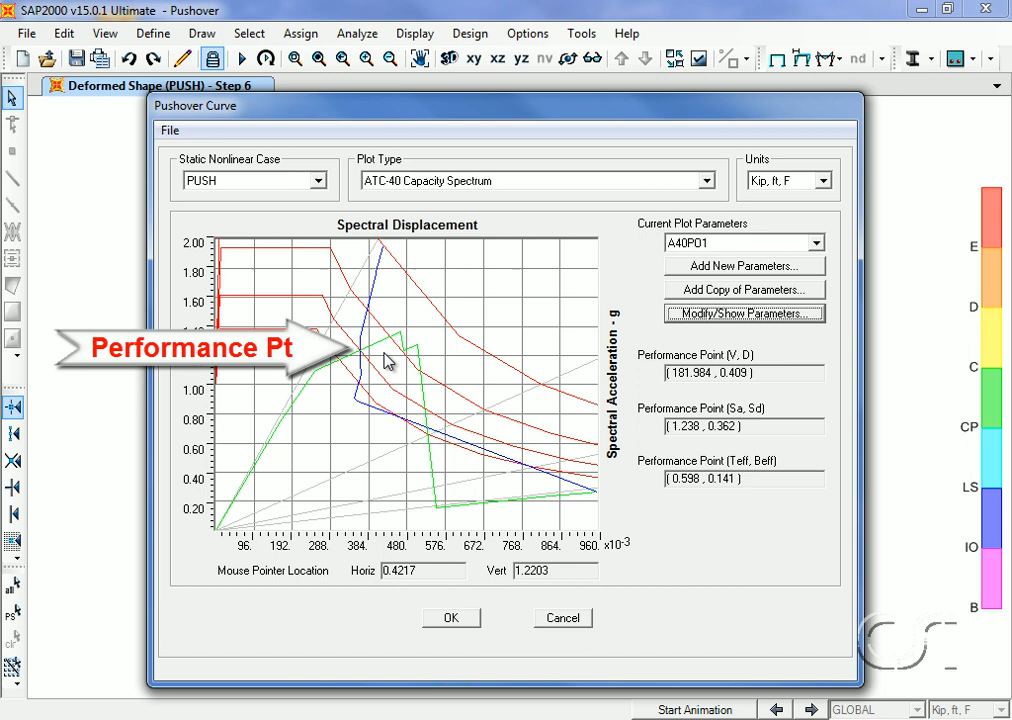 SAP2000 v15.0.1 Ultimate - Pushover
File Edit View Define Draw Select Assign Analyze Display Design Options Tools Help
xy xz yz nv nd
Deformed Shape (PUSH) - Step 6
Pushover Curve
File
Static Nonlinear Case
PUSH
Plot Type
ATC-40 Capacity Spectrum
Units
Kip, ft, F
Spectral Displacement
2.00
1.80
1.60
1.00
0.80
0.60
0.40
0.20
96. 192. 288. 384. 480. 576. 672. 768. 864. 960. x10-3
Spectral Acceleration - g
Performance Pt
Mouse Pointer Location Horiz 0.4217 Vert 1.2203
Current Plot Parameters
A40PO1
Add New Parameters...
Add Copy of Parameters...
Modify/Show Parameters...
Performance Point (V, D)
( 181.984 , 0.409 )
Performance Point (Sa, Sd)
( 1.238 , 0.362 )
Performance Point (Teff, Beff)
( 0.598 , 0.141 )
OK Cancel
E
D
C
CP
LS
IO
B
all
PS
clr
CSI
Start Animation GLOBAL Kip, ft, F